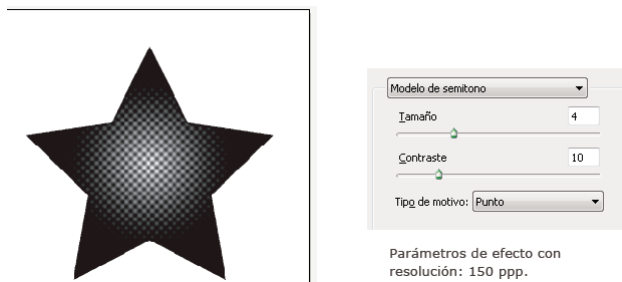 Modelo de semitono
Tamaño 4
Contraste 10
Tipo de motivo: Punto
Parámetros de efecto con
resolución: 150 ppp.